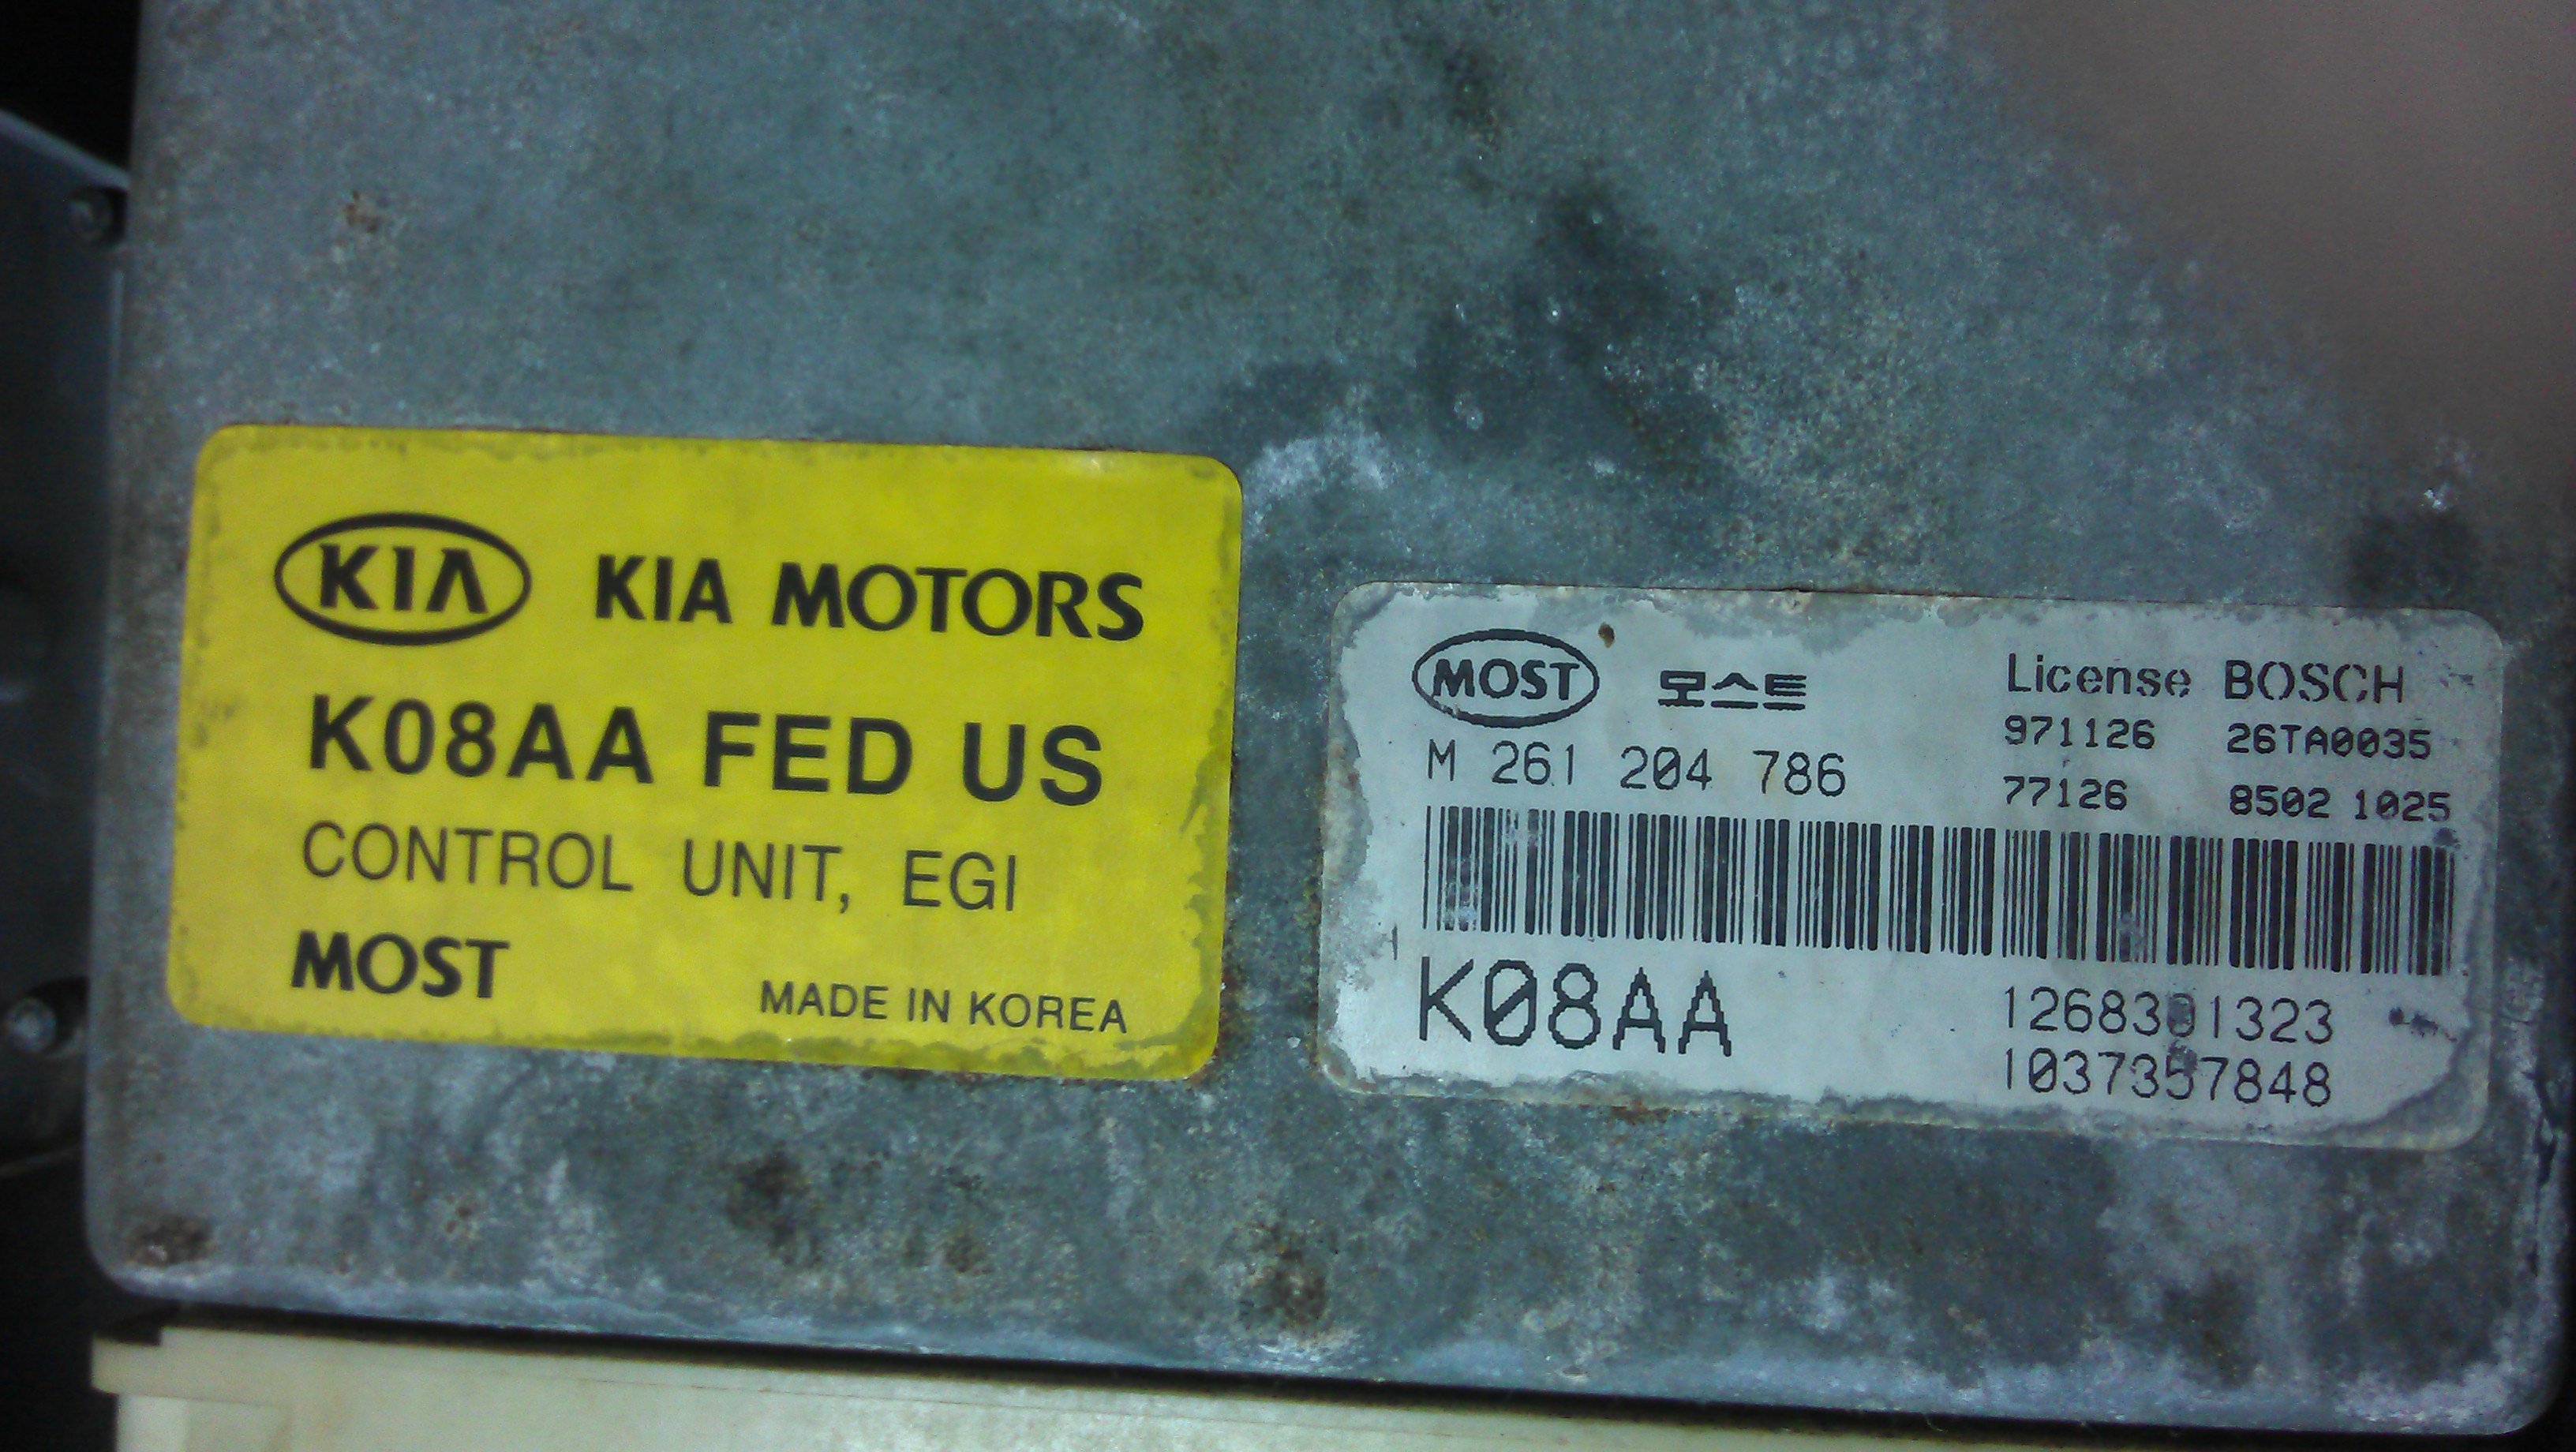 KIA KIA MOTORS
K08AA FED US
CONTROL UNIT, EGI
MOST MADE IN KOREA
MOST 모스트 License BOSCH
971126 26TA0035
M 261 204 786
77126 8502 1025
K08AA
1268301323
1037357848